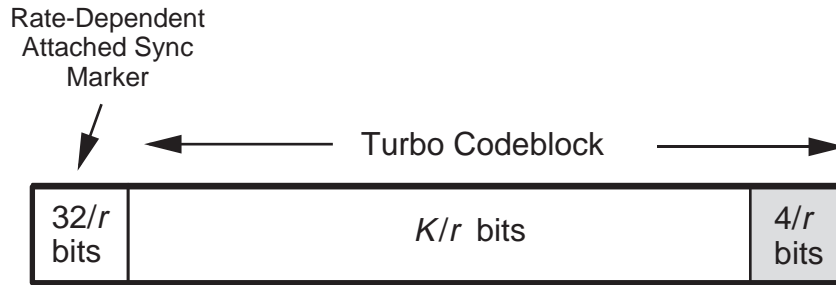 Rate-Dependent
Attached Sync
Marker
Turbo Codeblock
32/r
bits
K/r bits
4/r
bits